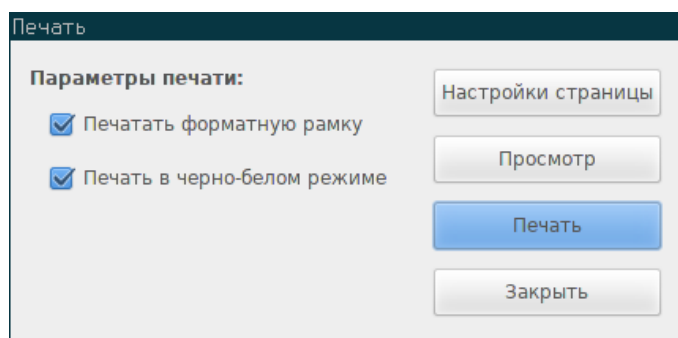 Печать
Параметры печати:
Печатать форматную рамку
Печать в черно-белом режиме
Настройки страницы
Просмотр
Печать
Закрыть